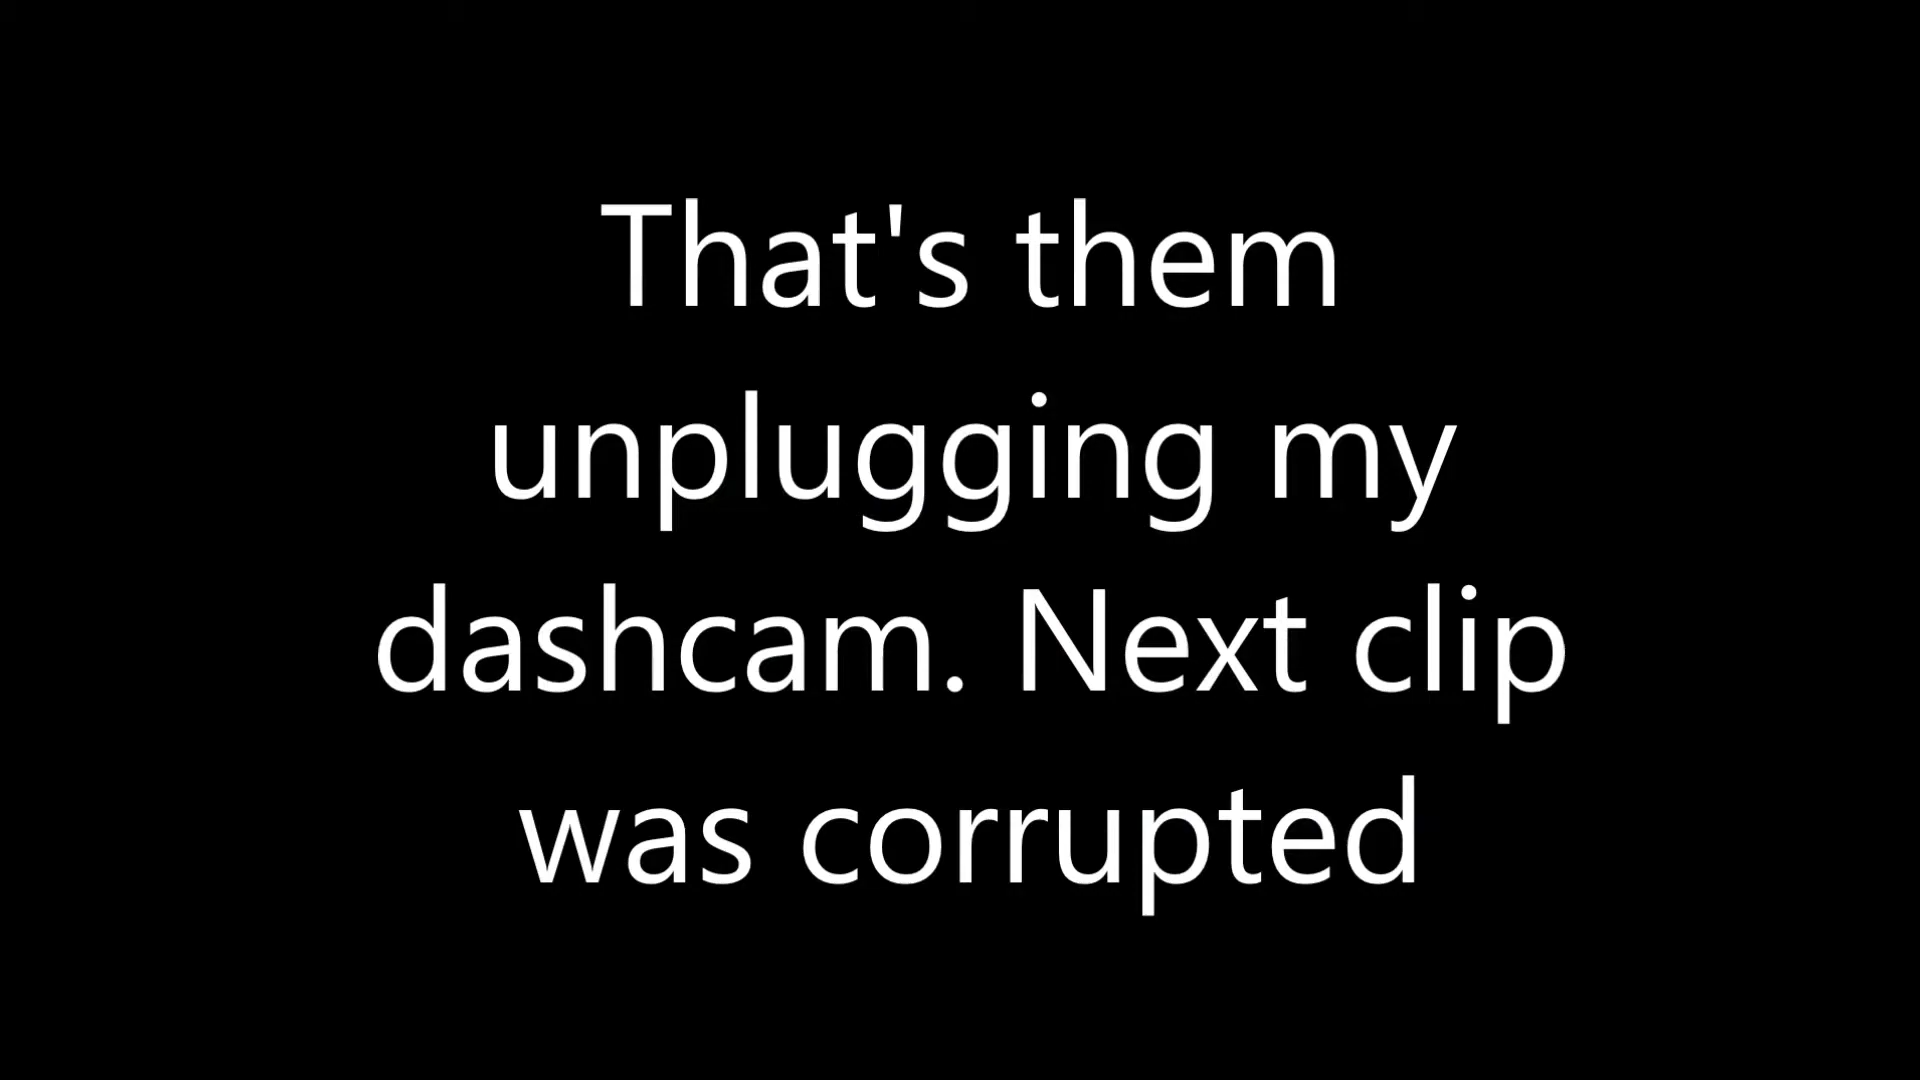 That's them
unplugging my
dashcam. Next clip
was corrupted